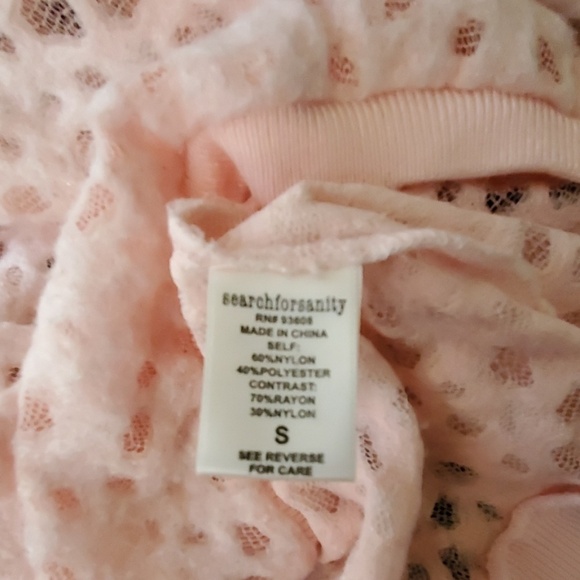 searchforsanity
RN# 93608
MADE IN CHINA
SELF:
60%NYLON
40%POLYESTER
CONTRAST:
70%RAYON
30%NYLON
S
SEE REVERSE
FOR CARE